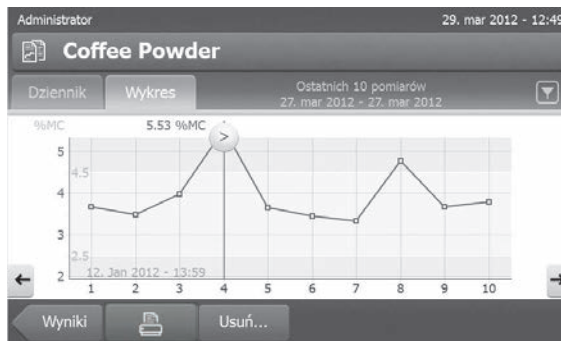 Administrator 29. mar 2012 - 12:49
Coffee Powder
Dziennik Wykres Ostatnich 10 pomiarów
27. mar 2012 - 27. mar 2012
%MC 5.53 %MC
5
4.5
4
3
2.5
2 12. Jan 2012 - 13:59
1 2 3 4 5 6 7 8 9 10
Wyniki Usuń...